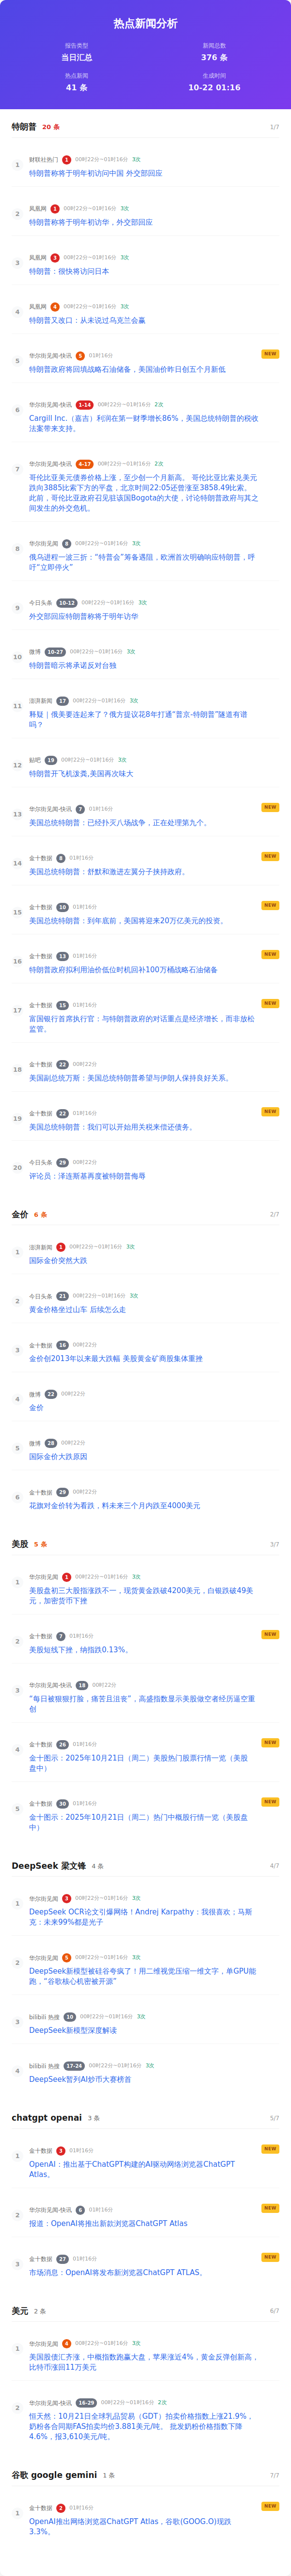 热点新闻分析
报告类型
当日汇总
新闻总数
376 条
热点新闻
41 条
生成时间
10-22 01:16
特朗普 20 条 1/7
1
财联社热门 1 00时22分~01时16分 3次
特朗普称将于明年初访问中国 外交部回应
2
凤凰网 1 00时22分~01时16分 3次
特朗普称将于明年初访华，外交部回应
3
凤凰网 3 00时22分~01时16分 3次
特朗普：很快将访问日本
4
凤凰网 4 00时22分~01时16分 3次
特朗普又改口：从未说过乌克兰会赢
5
华尔街见闻-快讯 5 01时16分 NEW
特朗普政府将回填战略石油储备，美国油价昨日创五个月新低
6
华尔街见闻-快讯 1-14 00时22分~01时16分 2次
Cargill Inc.（嘉吉）利润在第一财季增长86%，美国总统特朗普的税收
法案带来支持。
7
华尔街见闻-快讯 4-17 00时22分~01时16分 2次
哥伦比亚美元债券价格上涨，至少创一个月新高。 哥伦比亚比索兑美元
跌向3885比索下方的平盘，北京时间22:05还曾涨至3858.49比索。
此前，哥伦比亚政府召见驻该国Bogota的大使，讨论特朗普政府与其之
间发生的外交危机。
8
华尔街见闻 8 00时22分~01时16分 3次
俄乌进程一波三折："特普会"筹备遇阻，欧洲首次明确响应特朗普，呼
吁"立即停火"
9
今日头条 10-12 00时22分~01时16分 3次
外交部回应特朗普称将于明年访华
10
微博 10-27 00时22分~01时16分 3次
特朗普暗示将承诺反对台独
11
澎湃新闻 17 00时22分~01时16分 3次
释疑｜俄美要连起来了？俄方提议花8年打通"普京-特朗普"隧道有谱
吗？
12
贴吧 19 00时22分~01时16分 3次
特朗普开飞机泼粪,美国再次味大
13
华尔街见闻-快讯 7 01时16分 NEW
美国总统特朗普：已经扑灭八场战争，正在处理第九个。
14
金十数据 8 01时16分 NEW
美国总统特朗普：舒默和激进左翼分子挟持政府。
15
金十数据 10 01时16分 NEW
美国总统特朗普：到年底前，美国将迎来20万亿美元的投资。
16
金十数据 13 01时16分 NEW
特朗普政府拟利用油价低位时机回补100万桶战略石油储备
17
金十数据 15 01时16分 NEW
富国银行首席执行官：与特朗普政府的对话重点是经济增长，而非放松
监管。
18
金十数据 22 00时22分
美国副总统万斯：美国总统特朗普希望与伊朗人保持良好关系。
19
金十数据 22 01时16分 NEW
美国总统特朗普：我们可以开始用关税来偿还债务。
20
今日头条 29 00时22分
评论员：泽连斯基再度被特朗普侮辱
金价 6 条 2/7
1
澎湃新闻 1 00时22分~01时16分 3次
国际金价突然大跌
2
今日头条 21 00时22分~01时16分 3次
黄金价格坐过山车 后续怎么走
3
金十数据 16 00时22分
金价创2013年以来最大跌幅 美股黄金矿商股集体重挫
4
微博 22 00时22分
金价
5
微博 28 00时22分
国际金价大跌原因
6
金十数据 29 00时22分
花旗对金价转为看跌，料未来三个月内跌至4000美元
美股 5 条 3/7
1
华尔街见闻 1 00时22分~01时16分 3次
美股盘初三大股指涨跌不一，现货黄金跌破4200美元，白银跌破49美
元，加密货币下挫
2
金十数据 7 01时16分 NEW
美股短线下挫，纳指跌0.13%。
3
华尔街见闻-快讯 18 00时22分
"每日被狠狠打脸，痛苦且沮丧"，高盛指数显示美股做空者经历逼空重
创
4
金十数据 26 01时16分 NEW
金十图示：2025年10月21日（周二）美股热门股票行情一览（美股
盘中）
5
金十数据 30 01时16分 NEW
金十图示：2025年10月21日（周二）热门中概股行情一览（美股盘
中）
DeepSeek 梁文锋 4 条 4/7
1
华尔街见闻 3 00时22分~01时16分 3次
DeepSeek OCR论文引爆网络！Andrej Karpathy：我很喜欢；马斯
克：未来99%都是光子
2
华尔街见闻 5 00时22分~01时16分 3次
DeepSeek新模型被硅谷夸疯了！用二维视觉压缩一维文字，单GPU能
跑，"谷歌核心机密被开源"
3
bilibili 热搜 10 00时22分~01时16分 3次
DeepSeek新模型深度解读
4
bilibili 热搜 17-24 00时22分~01时16分 3次
DeepSeek暂列AI炒币大赛榜首
chatgpt openai 3 条 5/7
1
金十数据 3 01时16分 NEW
OpenAI：推出基于ChatGPT构建的AI驱动网络浏览器ChatGPT
Atlas。
2
华尔街见闻-快讯 6 01时16分 NEW
报道：OpenAI将推出新款浏览器ChatGPT Atlas
3
金十数据 27 01时16分 NEW
市场消息：OpenAI将发布新浏览器ChatGPT ATLAS。
美元 2 条 6/7
1
华尔街见闻 4 00时22分~01时16分 3次
美国股债汇齐涨，中概指数跑赢大盘，苹果涨近4%，黄金反弹创新高，
比特币涨回11万美元
2
华尔街见闻-快讯 16-29 00时22分~01时16分 2次
恒天然：10月21日全球乳品贸易（GDT）拍卖价格指数上涨21.9%，
奶粉各合同期FAS拍卖均价3.881美元/吨。 批发奶粉价格指数下降
4.6%，报3,610美元/吨。
谷歌 google gemini 1 条 7/7
1
金十数据 2 01时16分 NEW
OpenAI推出网络浏览器ChatGPT Atlas，谷歌(GOOG.O)现跌
3.3%。